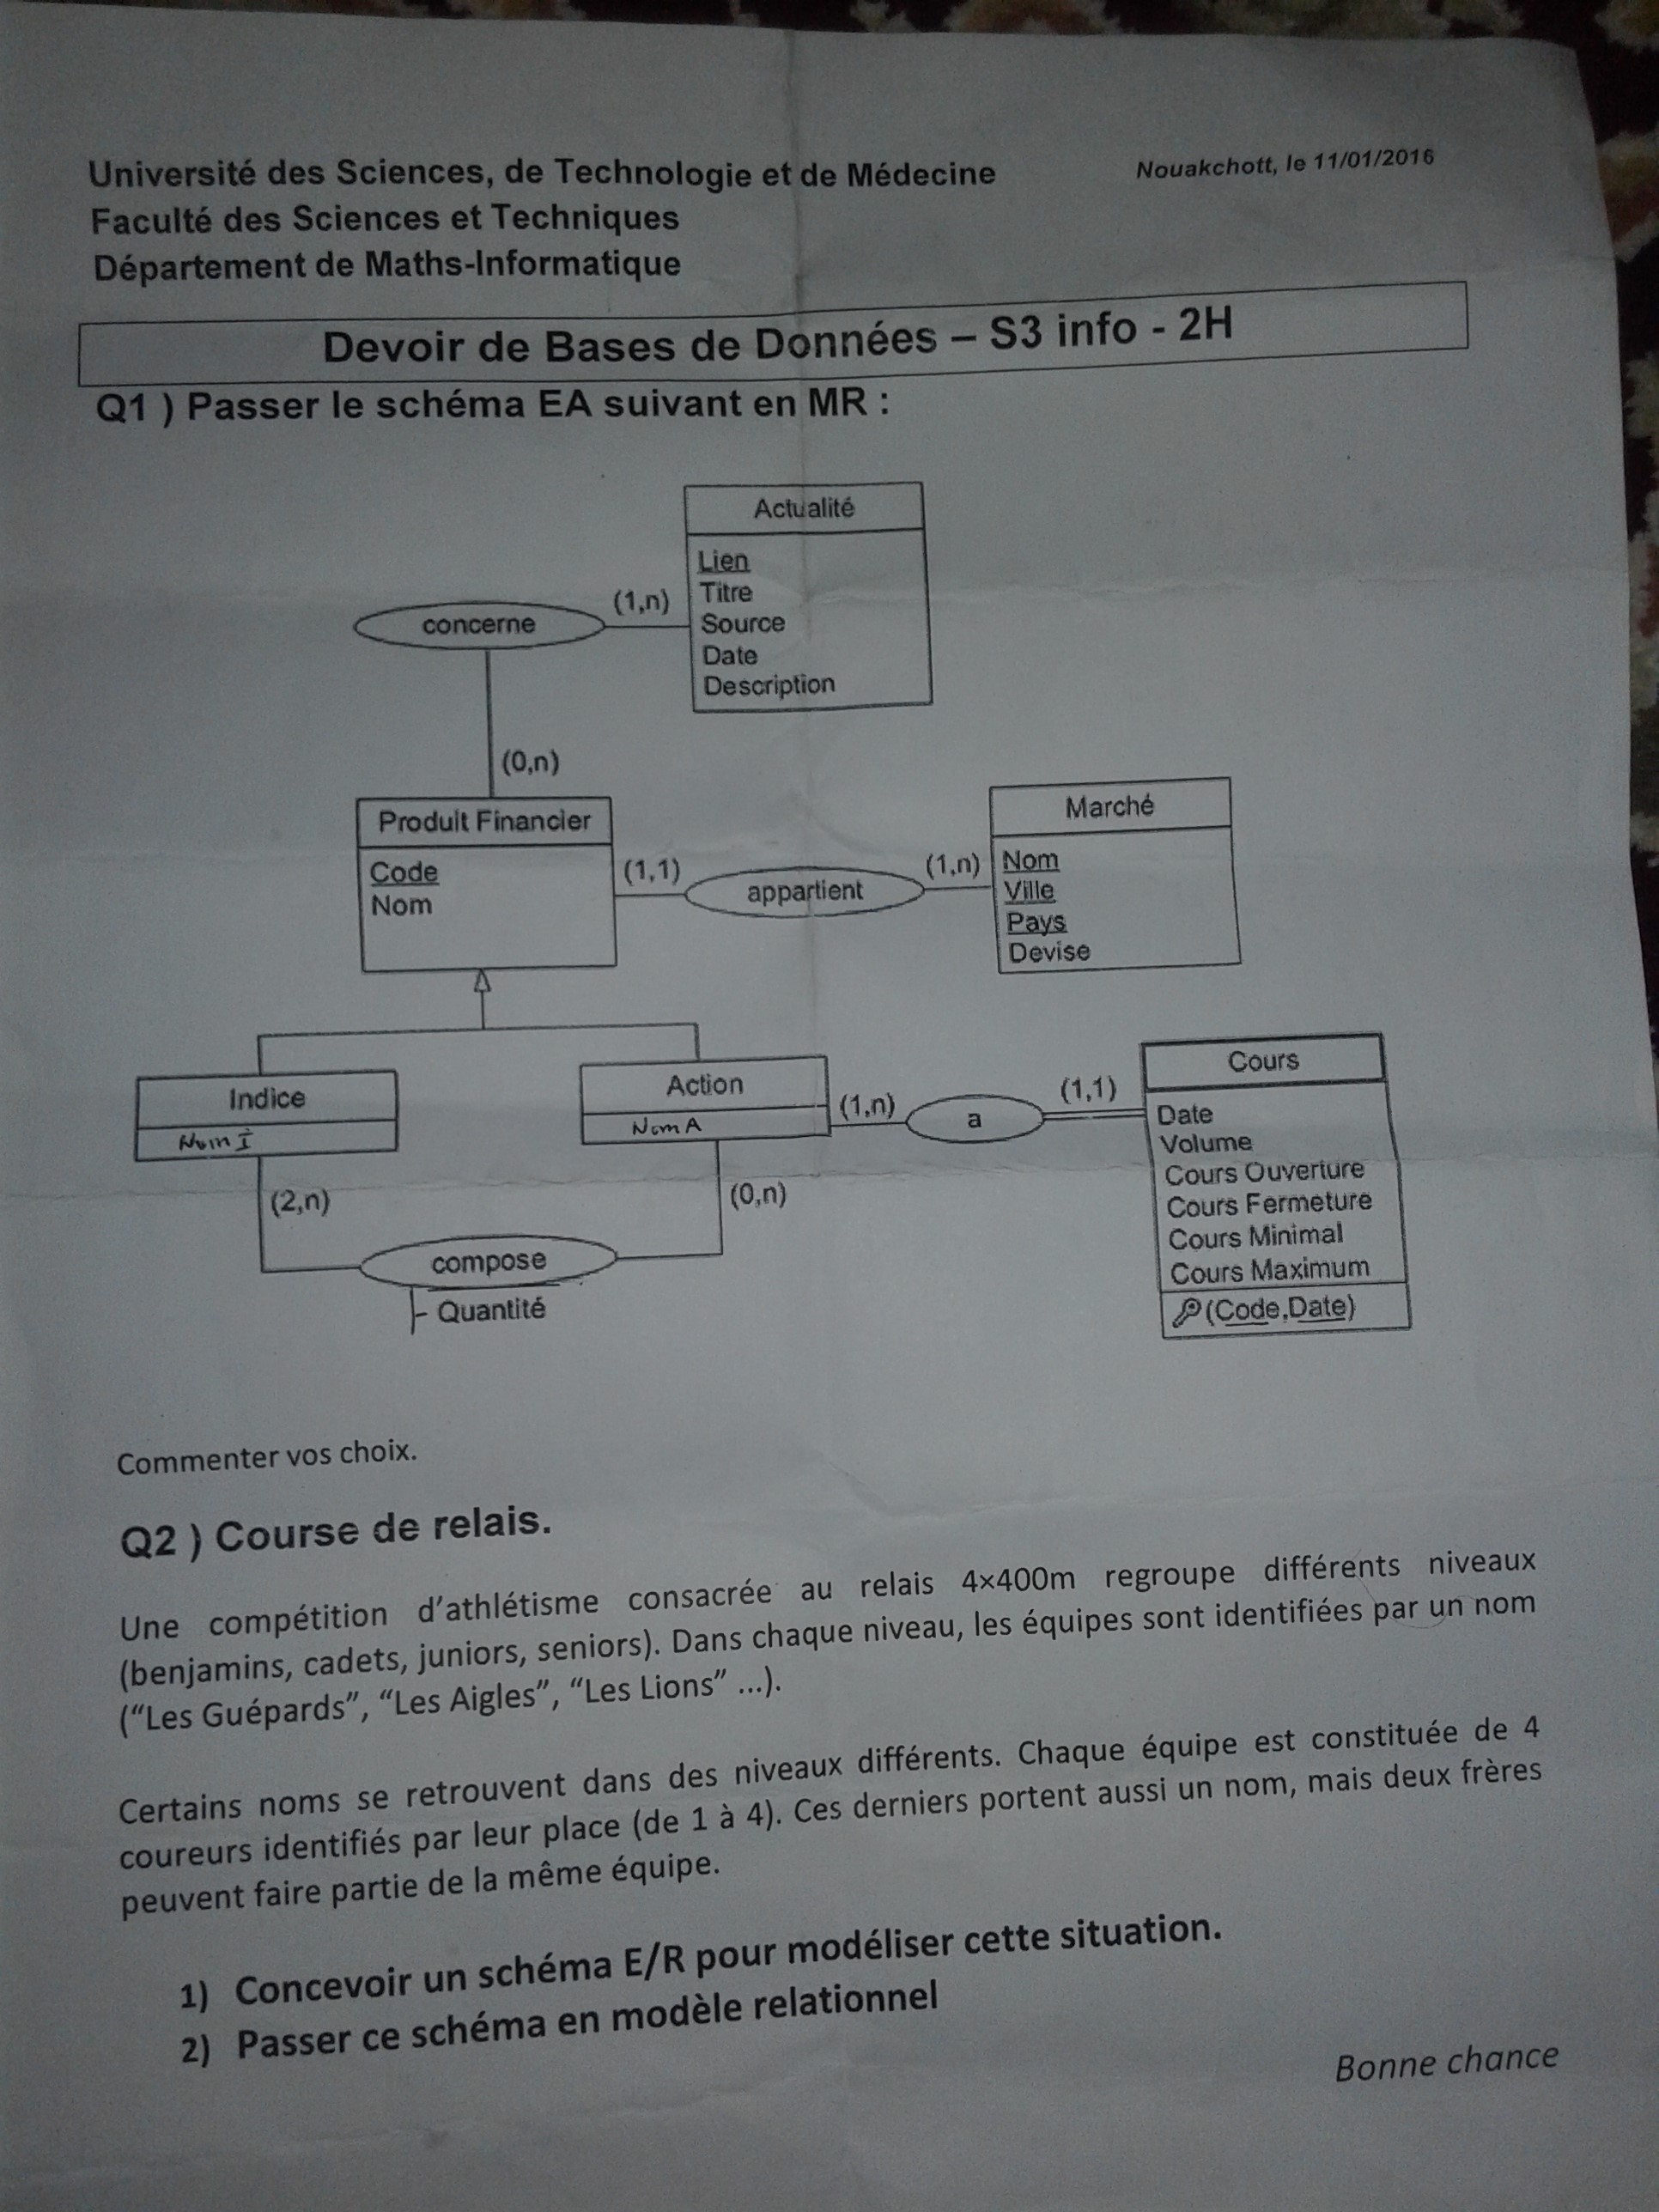 Université des Sciences, de Technologie et de Médecine
Nouakchott, le 11/01/2016
Faculté des Sciences et Techniques
Département de Maths-Informatique
Devoir de Bases de Données – S3 info - 2H
Q1 ) Passer le schéma EA suivant en MR :
Actualité
Lien
Titre
Source
Date
Description
concerne
(1,n)
(0,n)
Produit Financier
Code
Nom
(1,1)
appartient
(1,n)
Marché
Nom
Ville
Pays
Devise
Indice
Nom I
Action
Nom A
(1,n)
a
(1,1)
Cours
Date
Volume
Cours Ouverture
Cours Fermeture
Cours Minimal
Cours Maximum
(Code,Date)
(2,n)
(0,n)
compose
- Quantité
Commenter vos choix.
Q2 ) Course de relais.
Une compétition d'athlétisme consacrée au relais 4×400m regroupe différents niveaux
(benjamins, cadets, juniors, seniors). Dans chaque niveau, les équipes sont identifiées par un nom
("Les Guépards", "Les Aigles", "Les Lions" ...).
Certains noms se retrouvent dans des niveaux différents. Chaque équipe est constituée de 4
coureurs identifiés par leur place (de 1 à 4). Ces derniers portent aussi un nom, mais deux frères
peuvent faire partie de la même équipe.
1) Concevoir un schéma E/R pour modéliser cette situation.
2) Passer ce schéma en modèle relationnel
Bonne chance